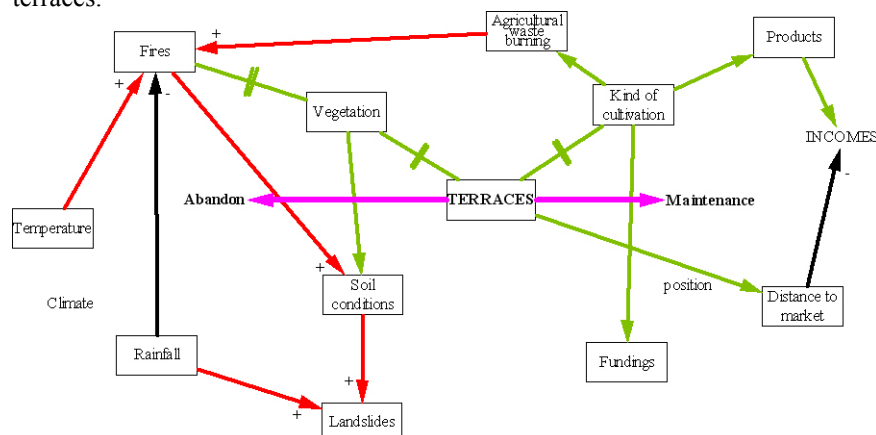 terraces.
Agricultural
waste
burning
+
Fires
Products
+
-
Vegetation
Kind of
cultivation
INCOMES
-
Abandon
TERRACES
Maintenance
Temperature
+
Soil
conditions
position
Climate
Distance to
market
Rainfall
Fundings
+
+
Landslides